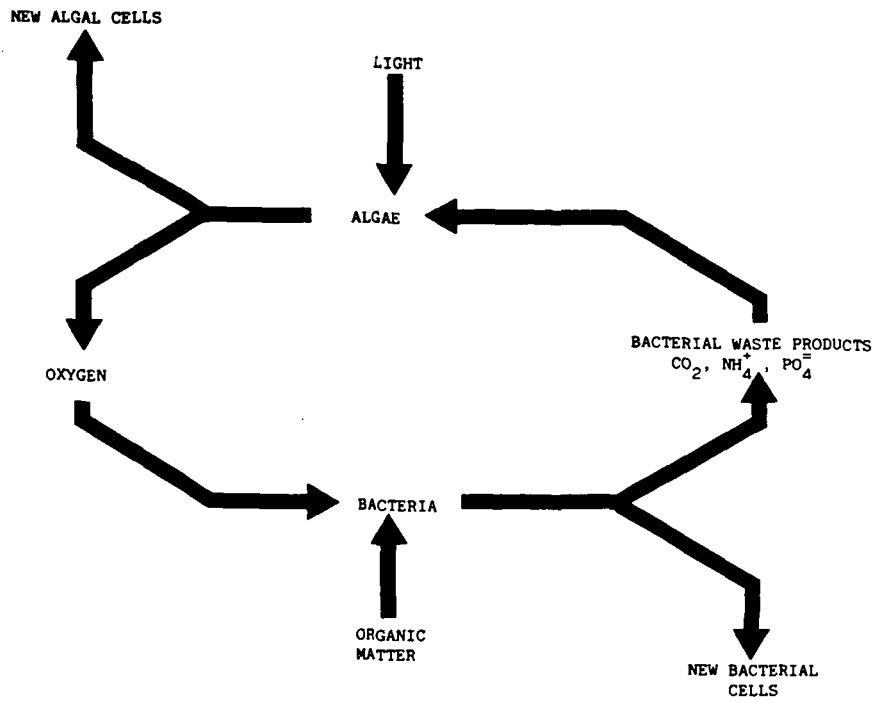 NEW ALGAL CELLS
LIGHT
ALGAE
BACTERIAL WASTE PRODUCTS
CO₂, NH₄⁺, PO₄⁼
OXYGEN
BACTERIA
ORGANIC
MATTER
NEW BACTERIAL
CELLS